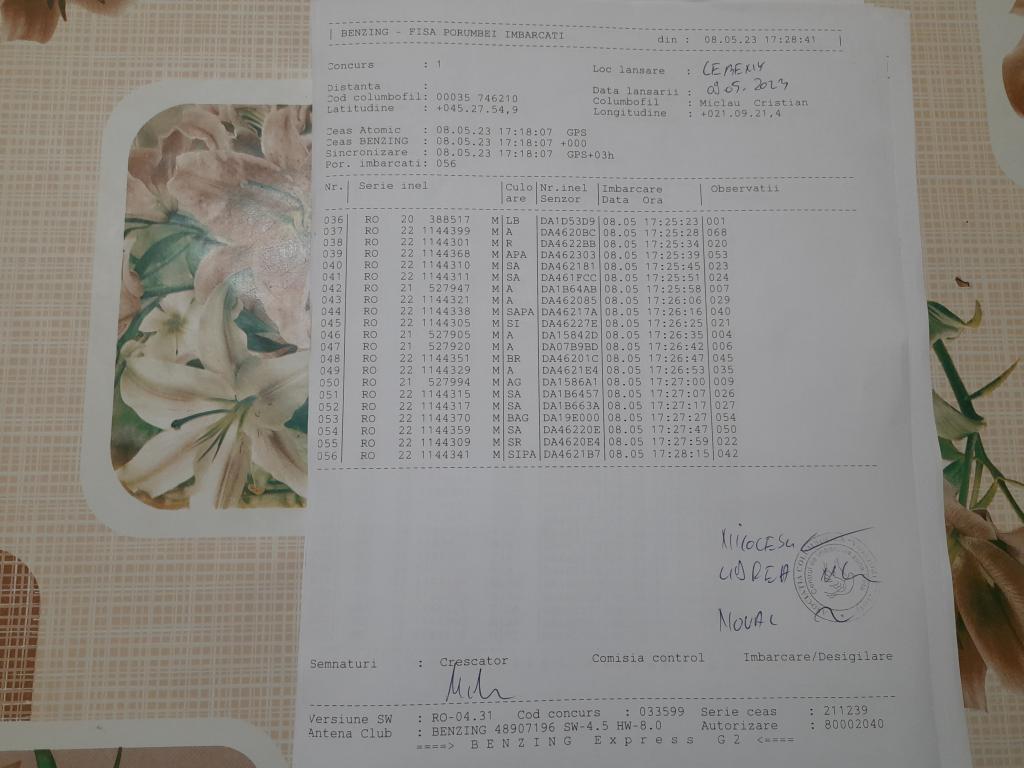 BENZING - FISA PORUMBEI IMBARCATI din : 08.05.23 17:28:41
Concurs : 1 Loc lansare :
Distanta : Data lansarii : 09.05.2023
Cod columbofil: 00035 746210 Columbofil : Miclau Cristian
Latitudine : +045.27.54,9 Longitudine : +021.09.21,4
Ceas Atomic : 08.05.23 17:18:07 GPS
Ceas BENZING : 08.05.23 17:18:07 +000
Sincronizare : 08.05.23 17:18:07 GPS+03h
Por. imbarcati: 056
Nr.| Serie inel |Culo|Nr.inel |Imbarcare |Observatii
|are |Senzor |Data Ora |
036| RO 20 388517 M|LB |DA1D53D9|08.05 17:25:23|001
037| RO 22 1144399 M|A |DA4620BC|08.05 17:25:28|068
038| RO 22 1144301 M|R |DA4622BB|08.05 17:25:34|020
039| RO 22 1144368 M|APA |DA462303|08.05 17:25:39|053
040| RO 22 1144310 M|SA |DA462181|08.05 17:25:45|023
041| RO 22 1144311 M|SA |DA461FCC|08.05 17:25:51|024
042| RO 21 527947 M|A |DA1B64AB|08.05 17:25:58|007
043| RO 22 1144321 M|A |DA462085|08.05 17:26:06|029
044| RO 22 1144338 M|SAPA|DA46217A|08.05 17:26:16|040
045| RO 22 1144305 M|SI |DA46227E|08.05 17:26:25|021
046| RO 21 527905 M|A |DA15842D|08.05 17:26:35|004
047| RO 21 527920 M|A |DA07B9BD|08.05 17:26:42|006
048| RO 22 1144351 M|BR |DA46201C|08.05 17:26:47|045
049| RO 22 1144329 M|A |DA4621E4|08.05 17:26:53|035
050| RO 21 527994 M|AG |DA1586A1|08.05 17:27:00|009
051| RO 22 1144315 M|SA |DA1B6457|08.05 17:27:07|026
052| RO 22 1144317 M|SA |DA1B663A|08.05 17:27:17|027
053| RO 22 1144370 M|BAG |DA19E000|08.05 17:27:27|054
054| RO 22 1144359 M|SA |DA46220E|08.05 17:27:47|050
055| RO 22 1144309 M|SR |DA4620E4|08.05 17:27:59|022
056| RO 22 1144341 M|SIPA|DA4621B7|08.05 17:28:15|042
Semnaturi : Crescator Comisia control Imbarcare/Desigilare
Versiune SW : RO-04.31 Cod concurs : 033599 Serie ceas : 211239
Antena Club : BENZING 48907196 SW-4.5 HW-8.0 Autorizare : 80002040
====> B E N Z I N G E x p r e s s G 2 <====